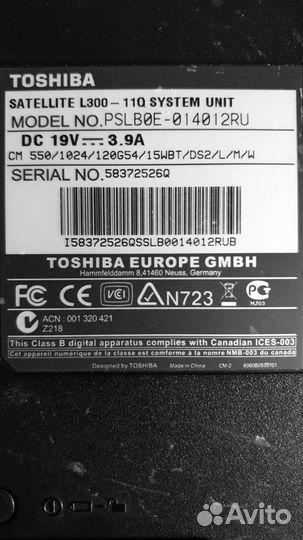 TOSHIBA
SATELLITE L300-11Q SYSTEM UNIT
MODEL NO.PSLB0E-014012RU
DC 19V 3.9A
CM 550/1024/120G54/15WBT/DS2/L/M/W
SERIAL NO. 58372526Q
I58372526QSSLB0014012RUB
TOSHIBA EUROPE GMBH
Hammfelddamm 8,41460 Neuss, Germany
FC CE VCI N723
ACN : 001 320 421
Z218
This Class B digital apparatus complies with Canadian ICES-003
Cet appareil numérique de la classe est conforme à la norme NMB-003 du Canada
Designed by TOSHIBA Made in China CM-2
Avito